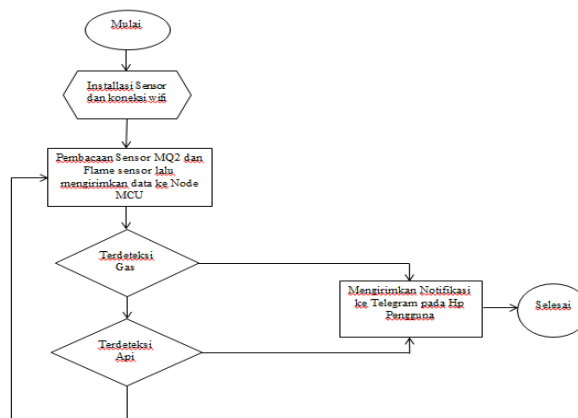 Mulai
Installasi Sensor
dan koneksi wifi
Pembacaan Sensor MQ2 dan
Flame sensor lalu
mengirimkan data ke Node
MCU
Terdeteksi
Gas
Mengirimkan Notifikasi
ke Telegram pada Hp
Pengguna
Selesai
Terdeteksi
Api